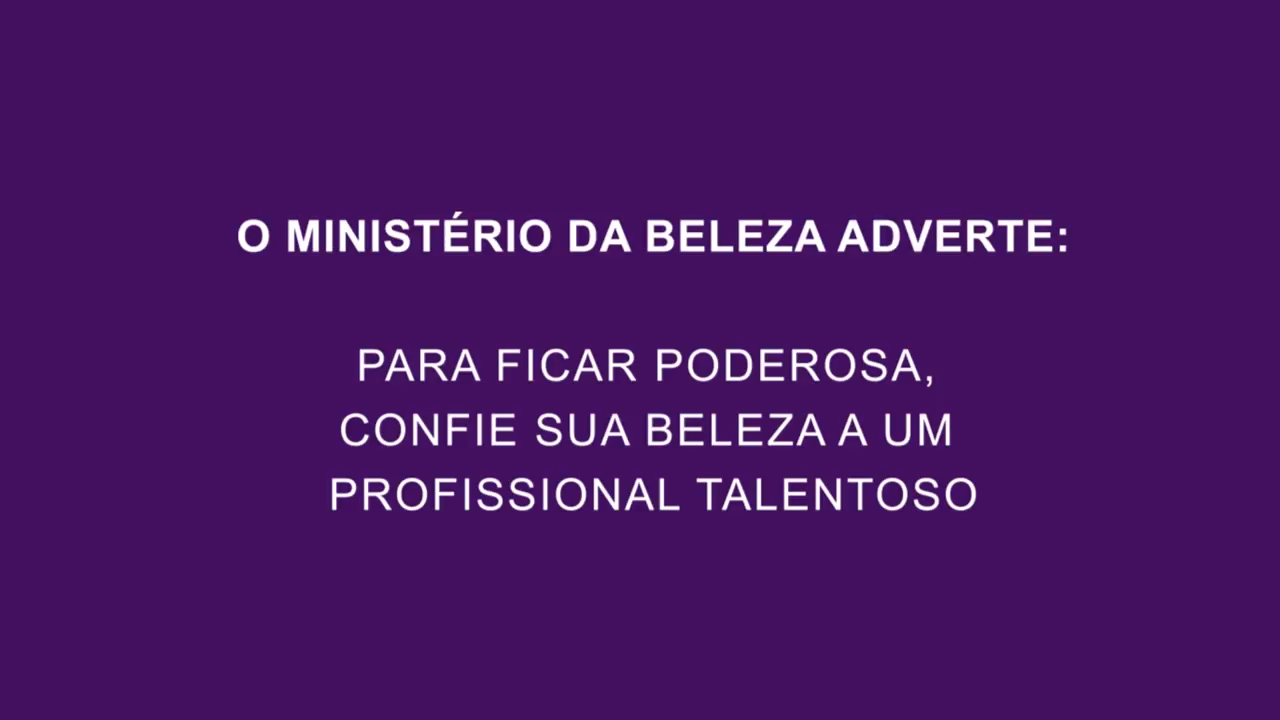 O MINISTÉRIO DA BELEZA ADVERTE:
PARA FICAR PODEROSA,
CONFIE SUA BELEZA A UM
PROFISSIONAL TALENTOSO